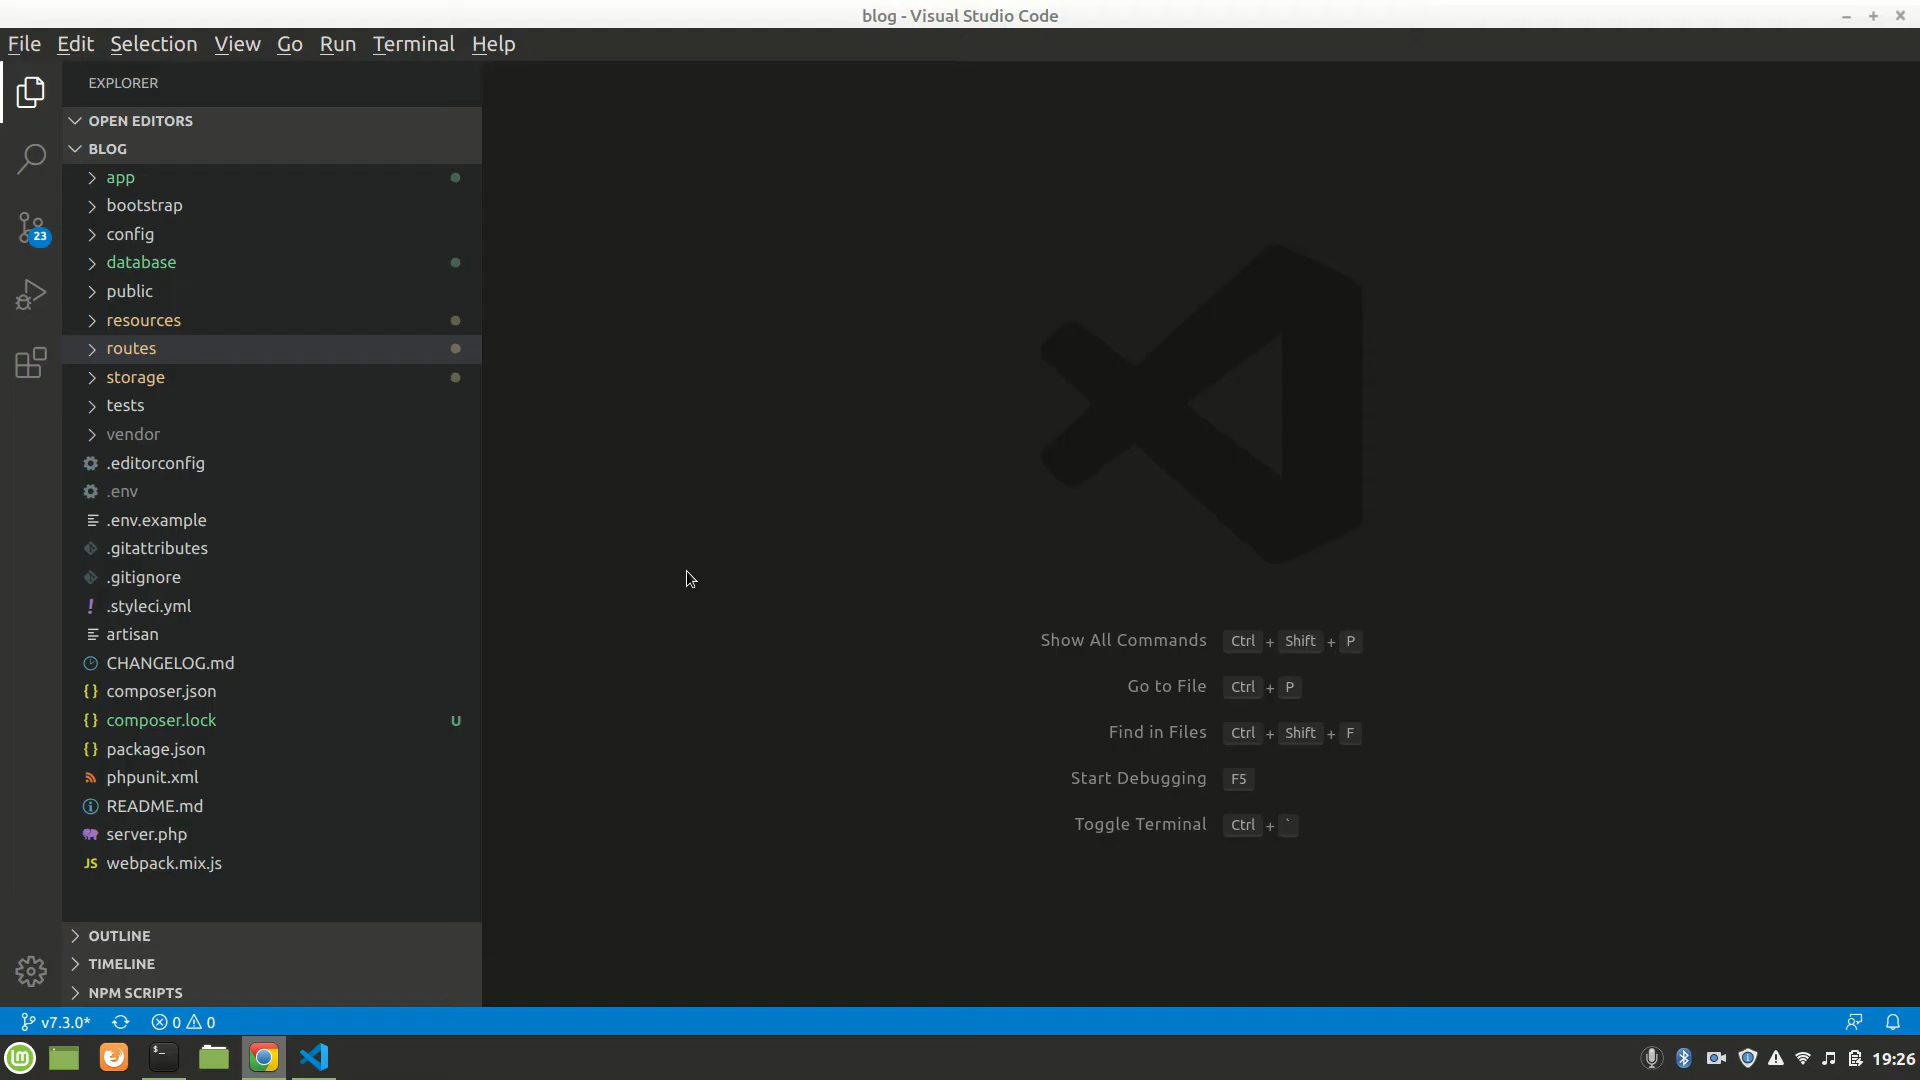 blog - Visual Studio Code
File Edit Selection View Go Run Terminal Help
EXPLORER
OPEN EDITORS
BLOG
app
bootstrap
config
database
public
resources
routes
storage
tests
vendor
.editorconfig
.env
.env.example
.gitattributes
.gitignore
! .styleci.yml
artisan
CHANGELOG.md
{} composer.json
{} composer.lock U
{} package.json
phpunit.xml
README.md
server.php
JS webpack.mix.js
OUTLINE
TIMELINE
NPM SCRIPTS
23
Show All Commands Ctrl + Shift + P
Go to File Ctrl + P
Find in Files Ctrl + Shift + F
Start Debugging F5
Toggle Terminal Ctrl + `
v7.3.0* 0 0
19:26